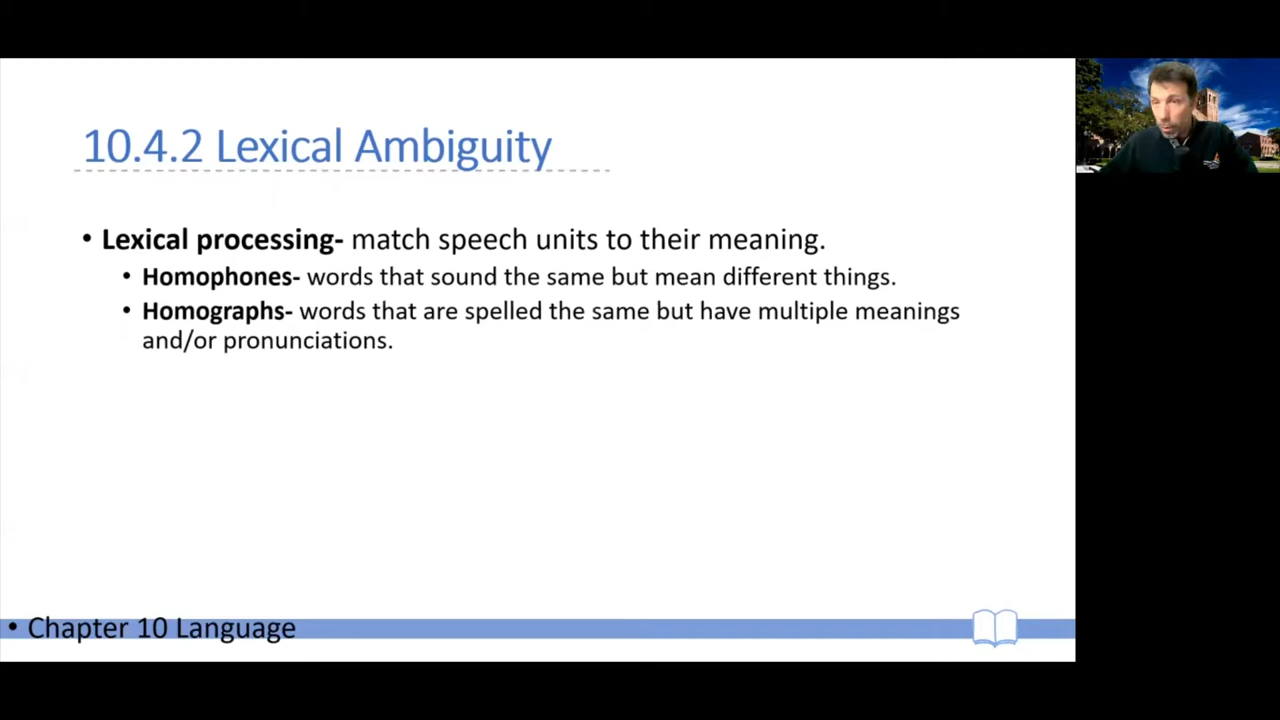 10.4.2 Lexical Ambiguity
• Lexical processing- match speech units to their meaning.
• Homophones- words that sound the same but mean different things.
• Homographs- words that are spelled the same but have multiple meanings
and/or pronunciations.
• Chapter 10 Language